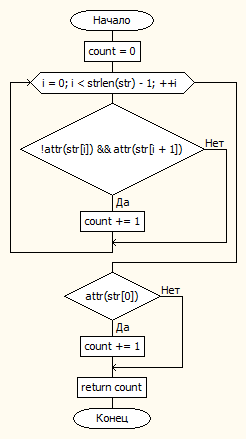 Начало
count = 0
i = 0; i < strlen(str) - 1; ++i
!attr(str[i]) && attr(str[i + 1])
Нет
Да
count += 1
attr(str[0])
Нет
Да
count += 1
return count
Конец